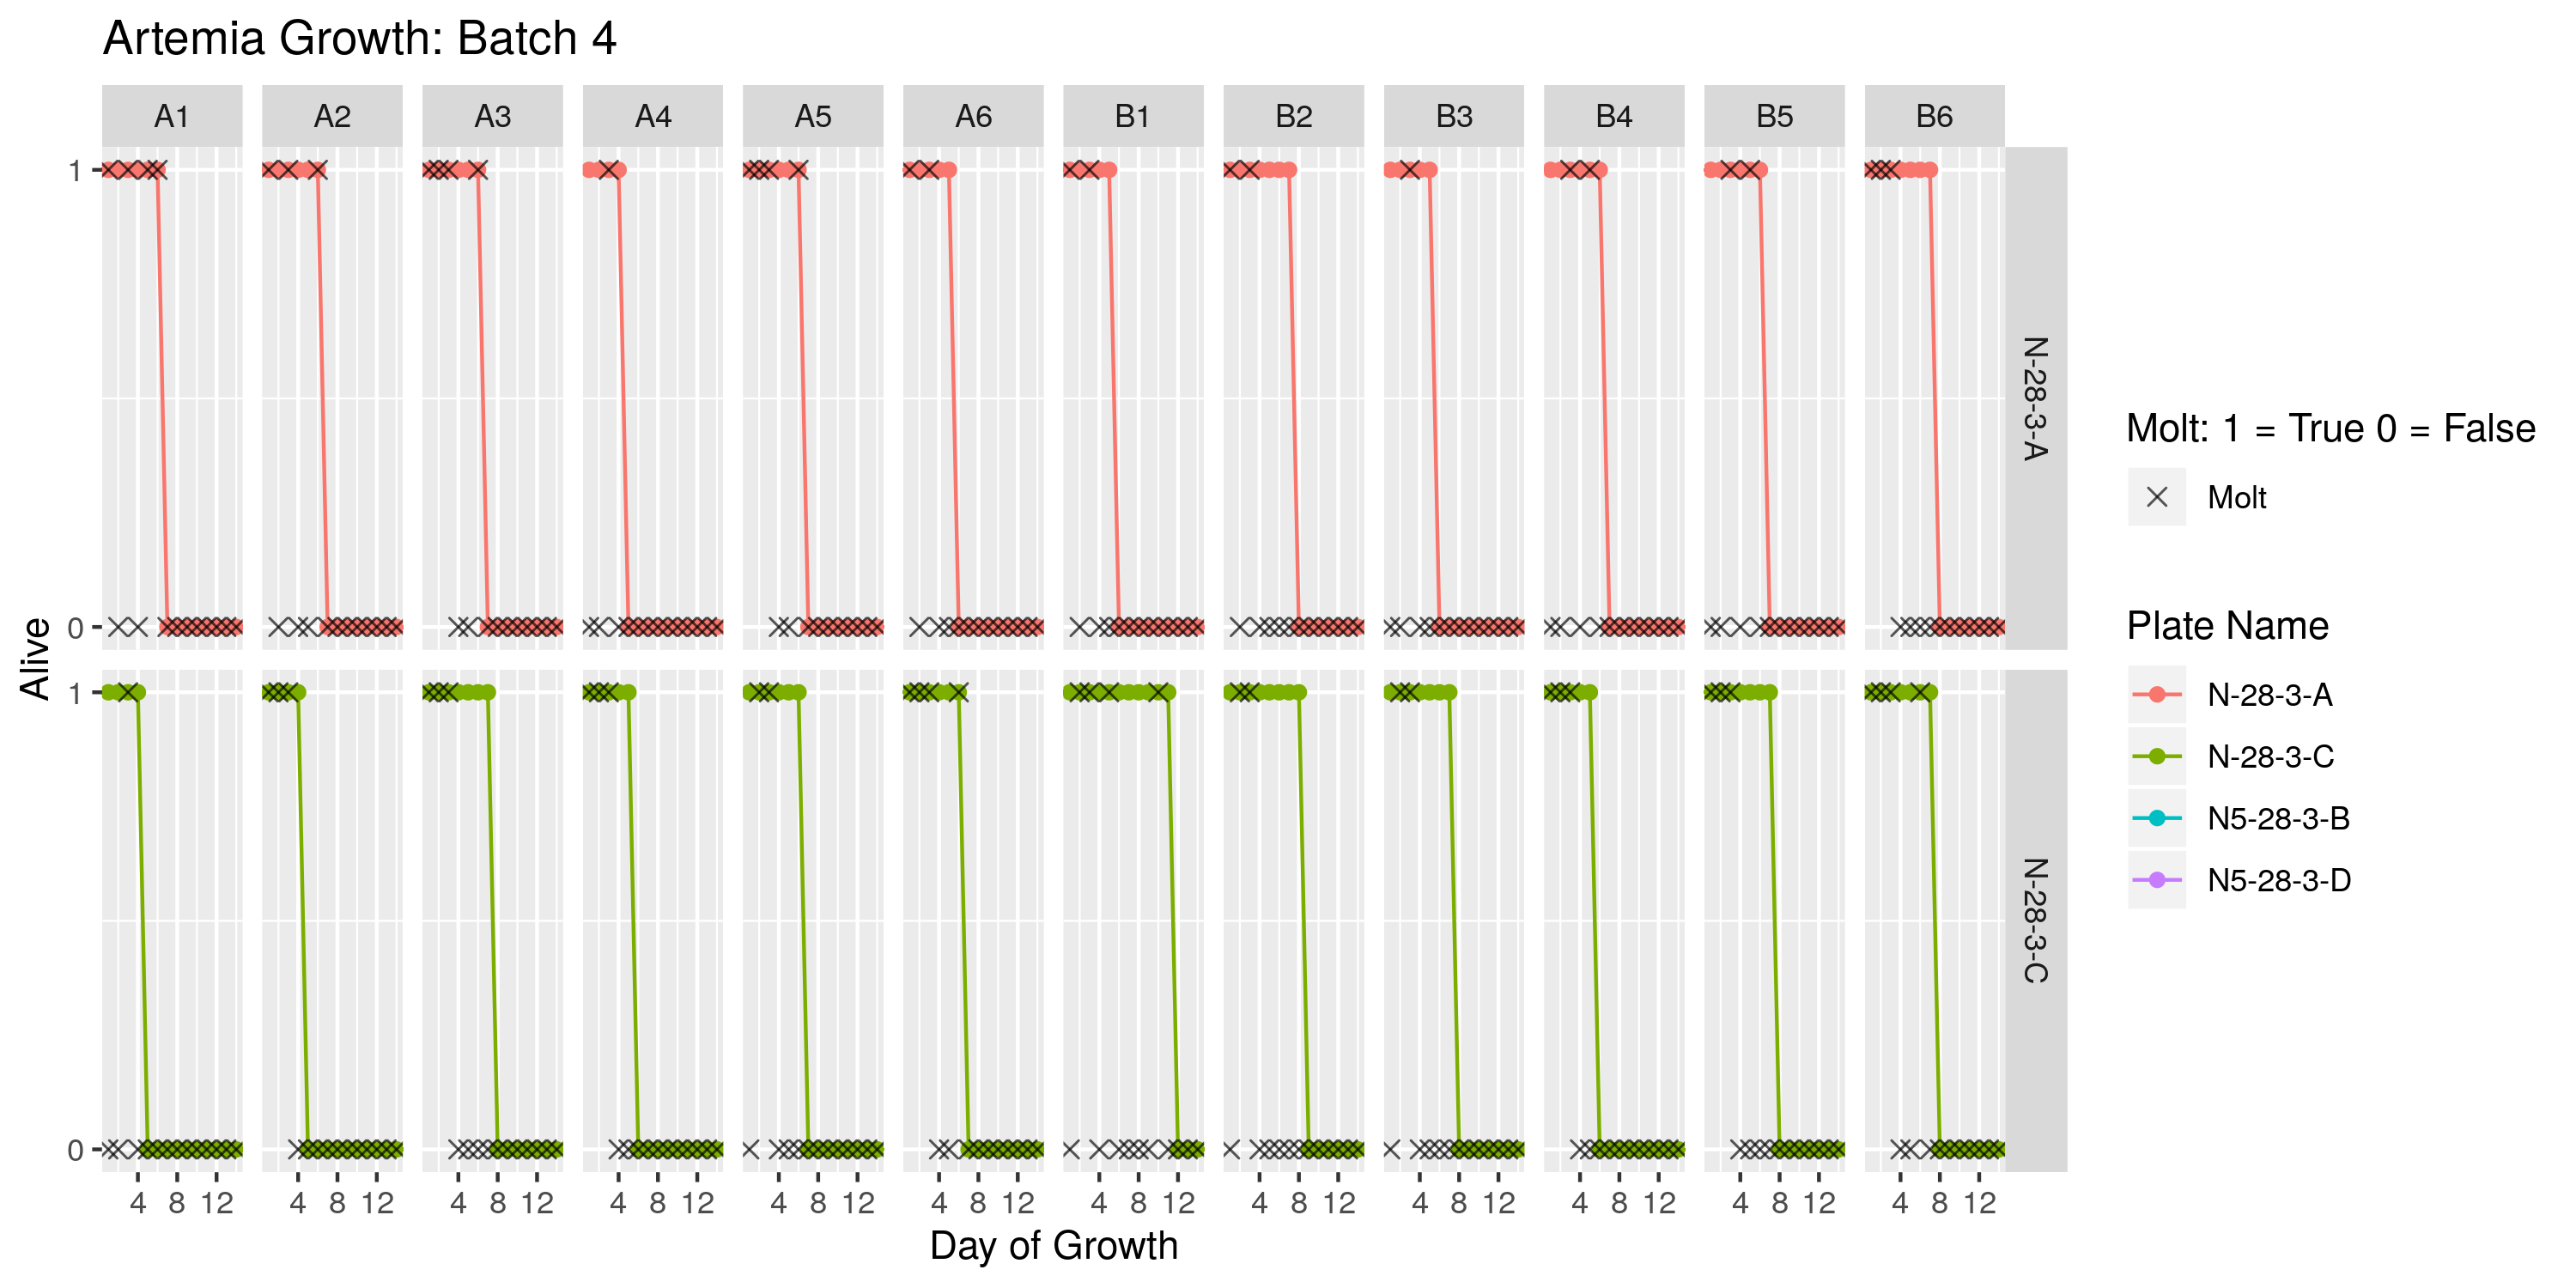 Artemia Growth: Batch 4
A1 A2 A3 A4 A5 A6 B1 B2 B3 B4 B5 B6
1
0
N-28-3-A
Alive
1
0
N-28-3-C
4 8 12 4 8 12 4 8 12 4 8 12 4 8 12 4 8 12 4 8 12 4 8 12 4 8 12 4 8 12 4 8 12 4 8 12
Day of Growth
Molt: 1 = True 0 = False
Molt
Plate Name
N-28-3-A
N-28-3-C
N5-28-3-B
N5-28-3-D